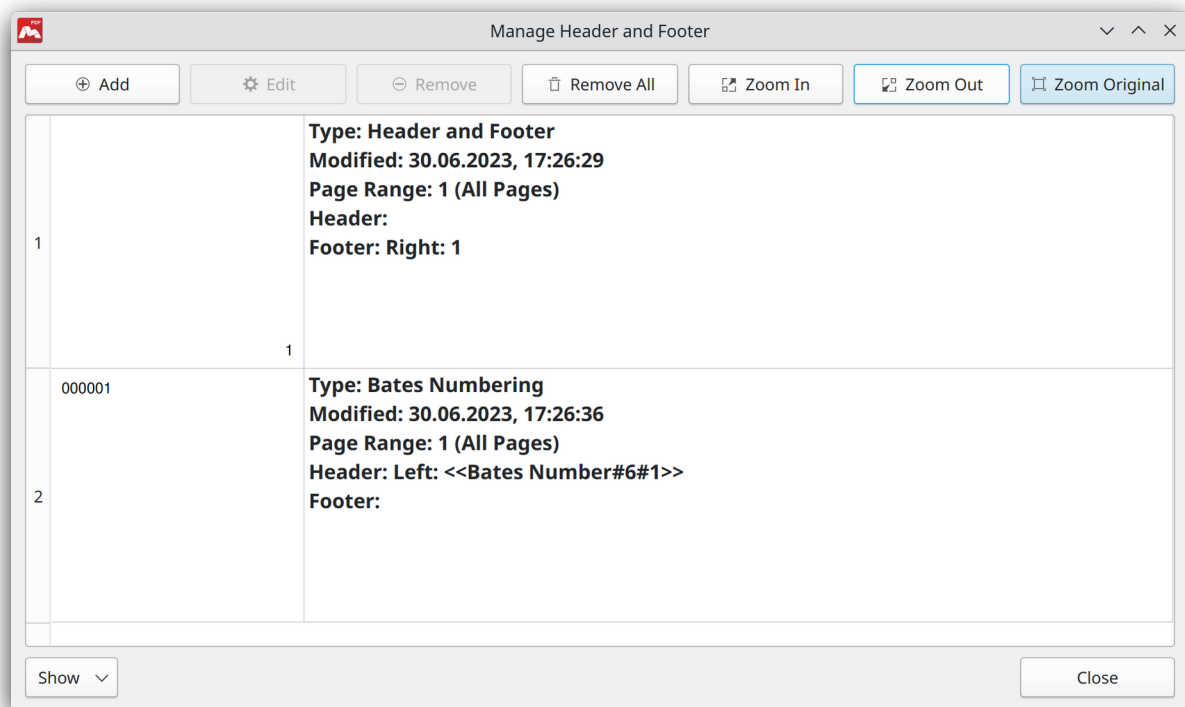 PDF
Manage Header and Footer
Add Edit Remove Remove All Zoom In Zoom Out Zoom Original
1
1
Type: Header and Footer
Modified: 30.06.2023, 17:26:29
Page Range: 1 (All Pages)
Header:
Footer: Right: 1
2
000001
Type: Bates Numbering
Modified: 30.06.2023, 17:26:36
Page Range: 1 (All Pages)
Header: Left: <<Bates Number#6#1>>
Footer:
Show Close